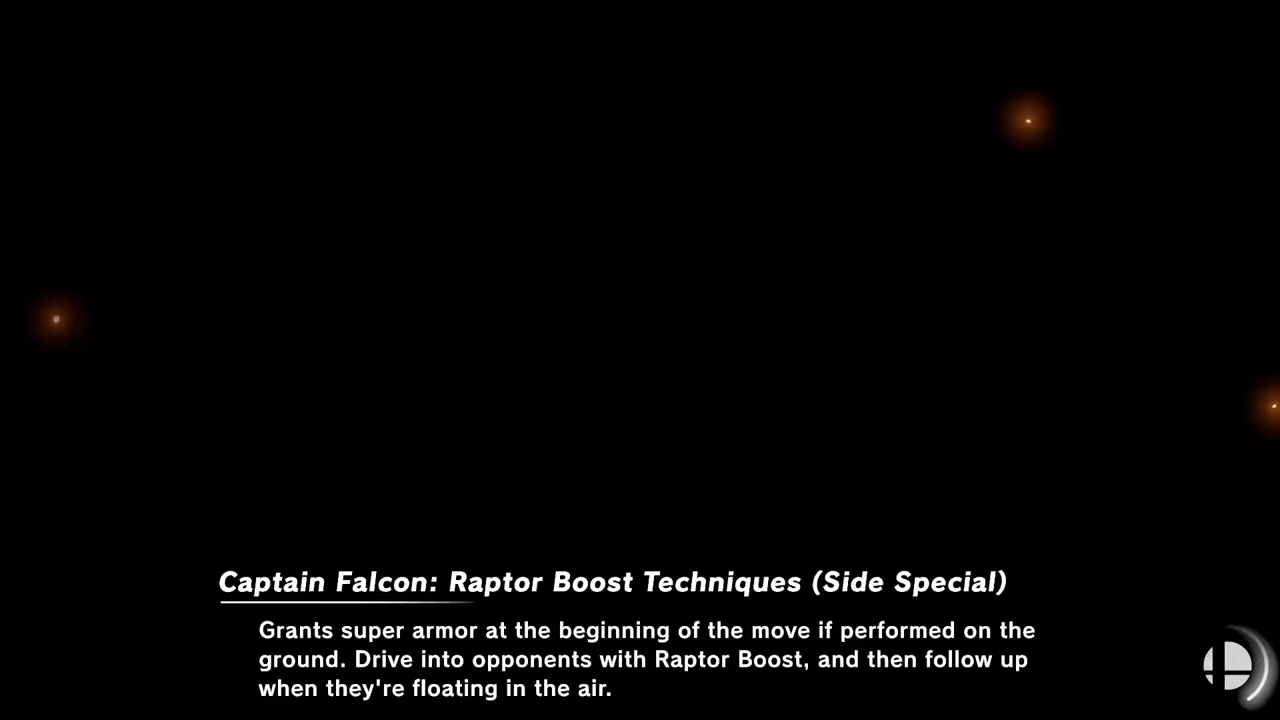 Captain Falcon: Raptor Boost Techniques (Side Special)
Grants super armor at the beginning of the move if performed on the
ground. Drive into opponents with Raptor Boost, and then follow up
when they're floating in the air.